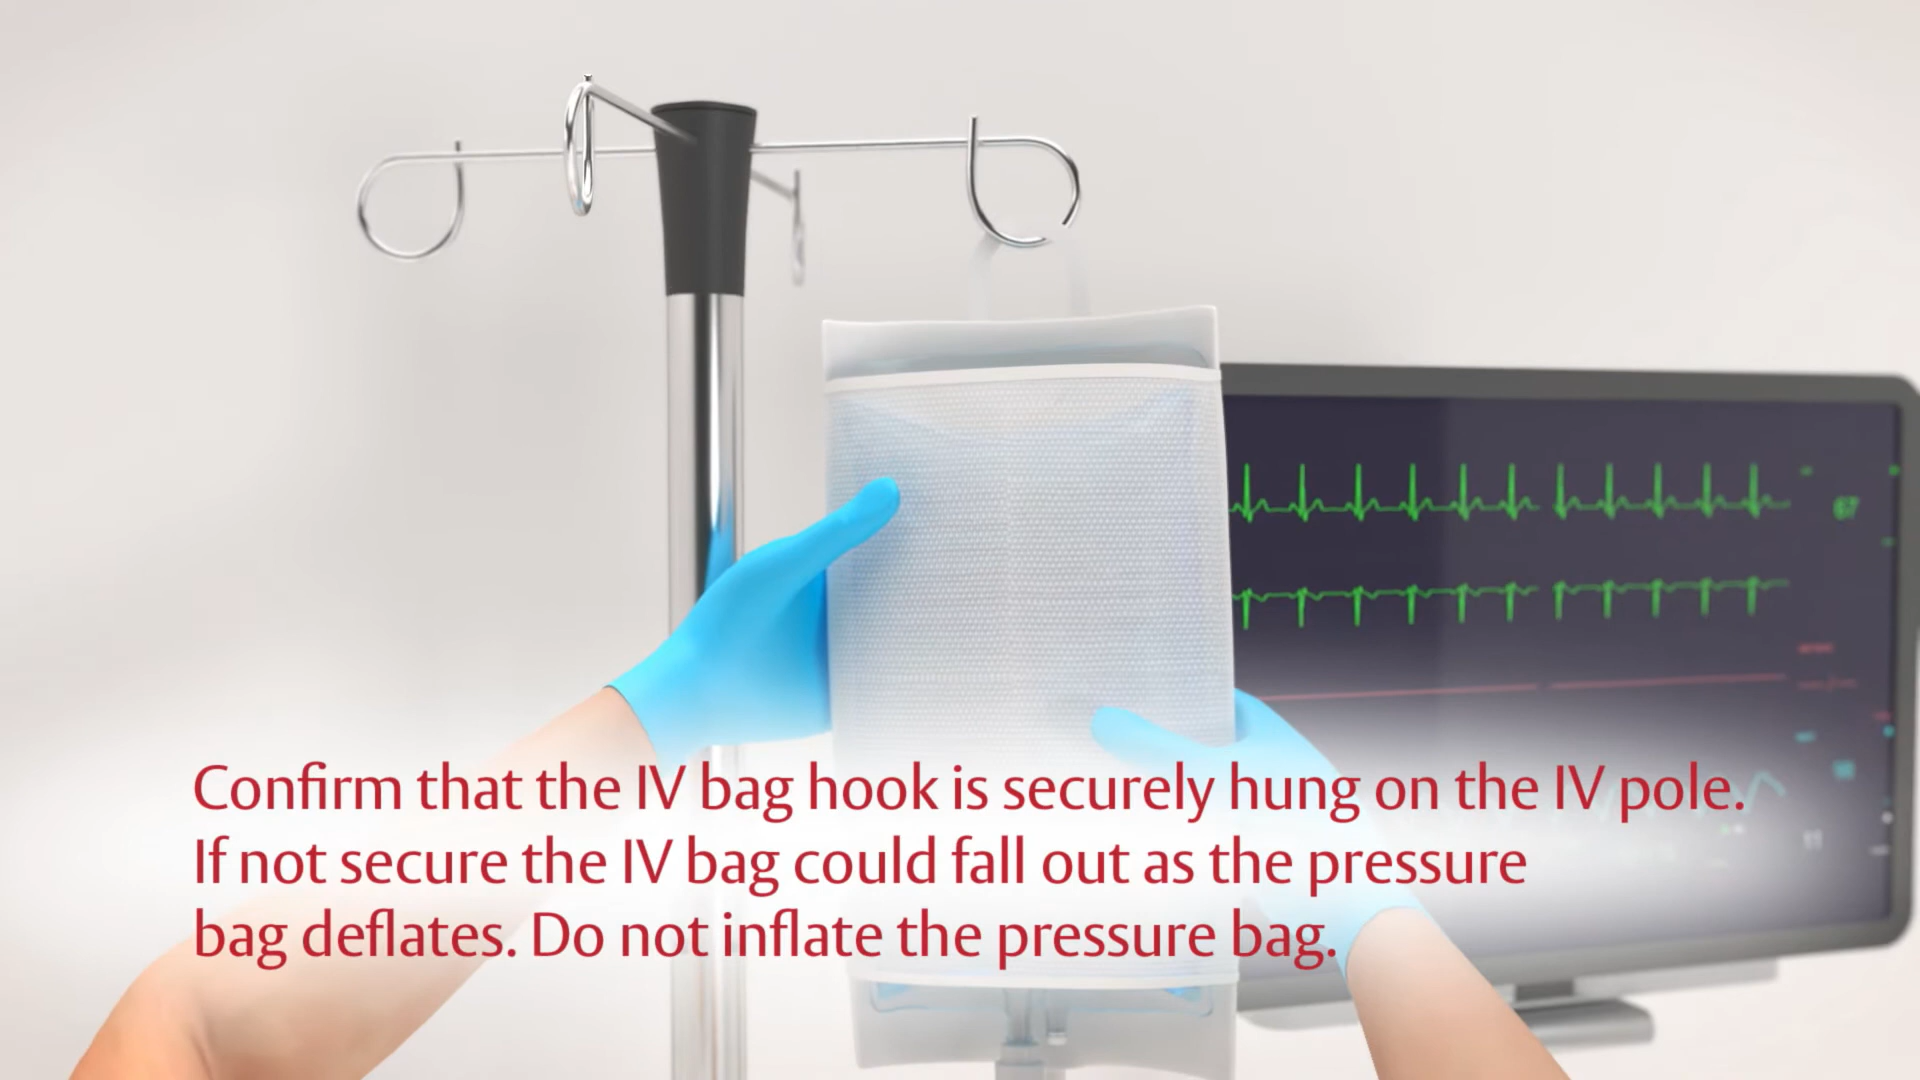 Confirm that the IV bag hook is securely hung on the IV pole.
If not secure the IV bag could fall out as the pressure
bag deflates. Do not inflate the pressure bag.